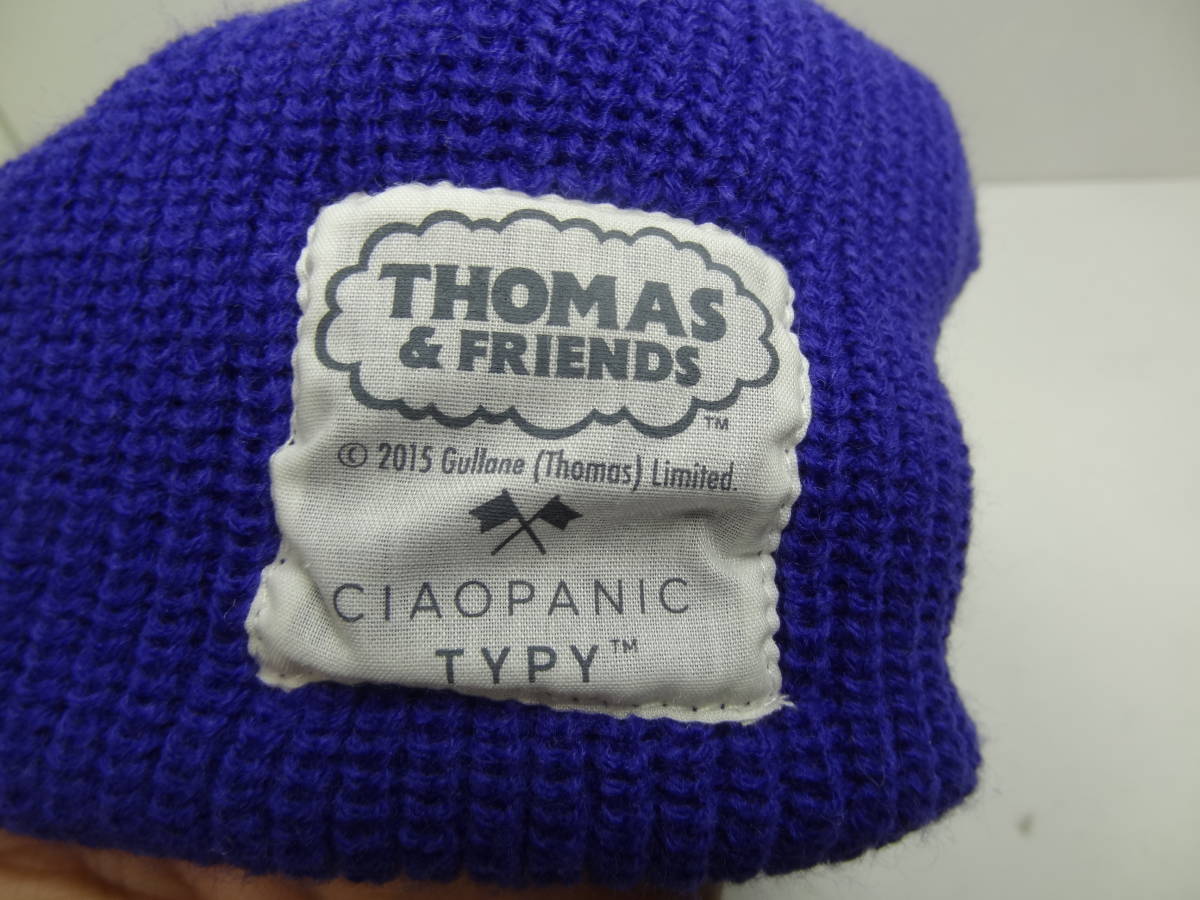 THOMAS
& FRIENDS
TM
© 2015 Gullane (Thomas) Limited.
CIAOPANIC
TYPY™